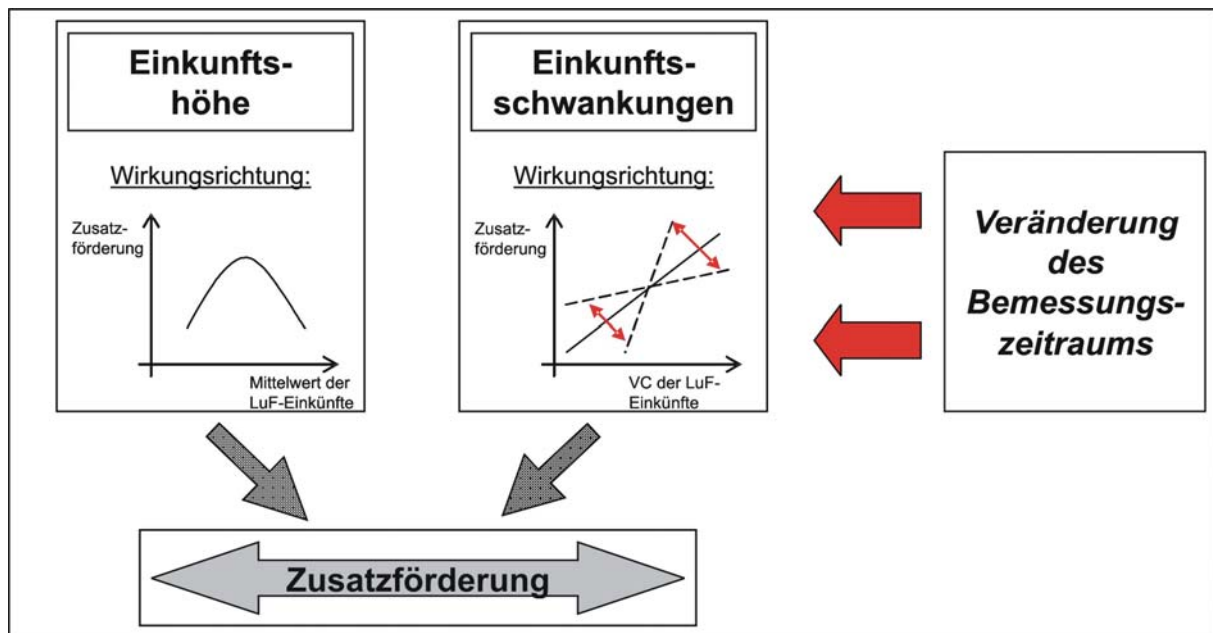 Einkunfts-
höhe
Wirkungsrichtung:
Zusatz-
förderung
Mittelwert der
LuF-Einkünfte
Einkunfts-
schwankungen
Wirkungsrichtung:
Zusatz-
förderung
VC der LuF-
Einkünfte
Veränderung
des
Bemessungs-
zeitraums
Zusatzförderung